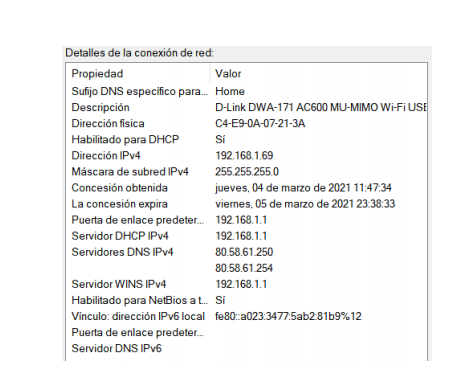 Detalles de la conexión de red:
Propiedad Valor
Sufijo DNS específico para... Home
Descripción D-Link DWA-171 AC600 MU-MIMO Wi-Fi USE
Dirección física C4-E9-0A-07-21-3A
Habilitado para DHCP Sí
Dirección IPv4 192.168.1.69
Máscara de subred IPv4 255.255.255.0
Concesión obtenida jueves, 04 de marzo de 2021 11:47:34
La concesión expira viernes, 05 de marzo de 2021 23:38:33
Puerta de enlace predeter... 192.168.1.1
Servidor DHCP IPv4 192.168.1.1
Servidores DNS IPv4 80.58.61.250
80.58.61.254
Servidor WINS IPv4 192.168.1.1
Habilitado para NetBios a t... Sí
Vínculo: dirección IPv6 local fe80::a023:3477:5ab2:81b9%12
Puerta de enlace predeter...
Servidor DNS IPv6